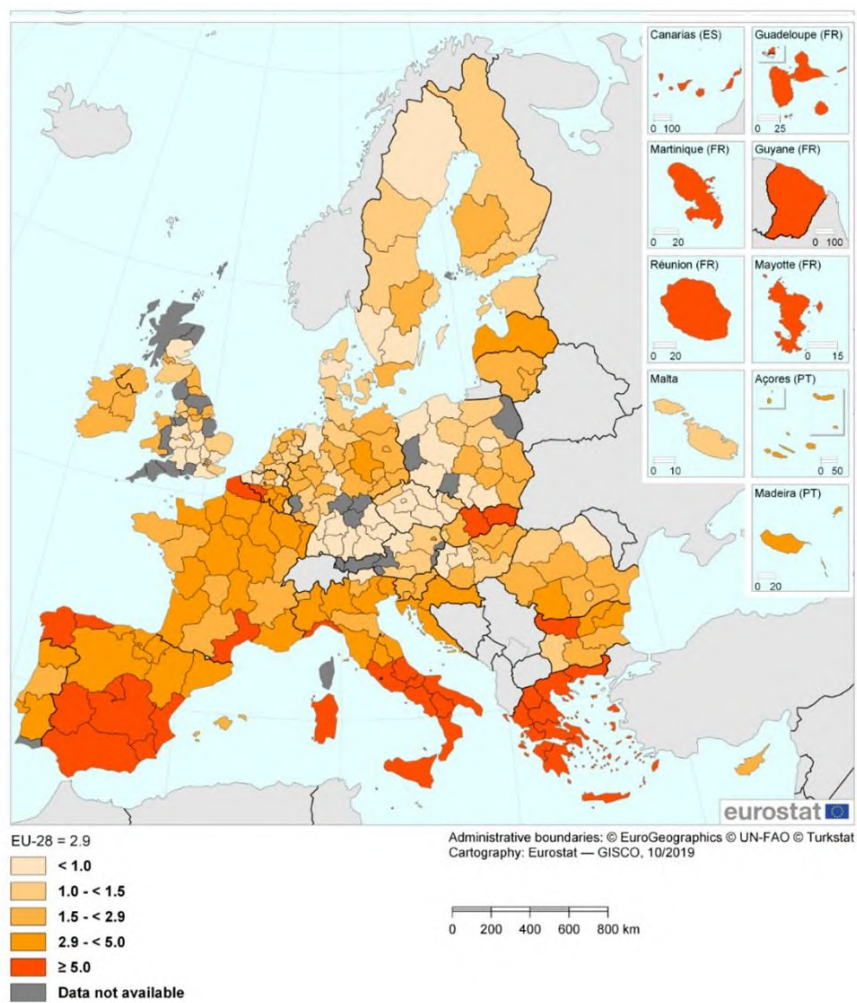 Canarias (ES)
0 100
Guadeloupe (FR)
0 25
Martinique (FR)
0 20
Guyane (FR)
0 100
Réunion (FR)
0 20
Mayotte (FR)
0 15
Malta
0 10
Açores (PT)
0 50
Madeira (PT)
0 20
eurostat
EU-28 = 2.9
< 1.0
1.0 - < 1.5
1.5 - < 2.9
2.9 - < 5.0
≥ 5.0
Data not available
Administrative boundaries: © EuroGeographics © UN-FAO © Turkstat
Cartography: Eurostat — GISCO, 10/2019
0 200 400 600 800 km